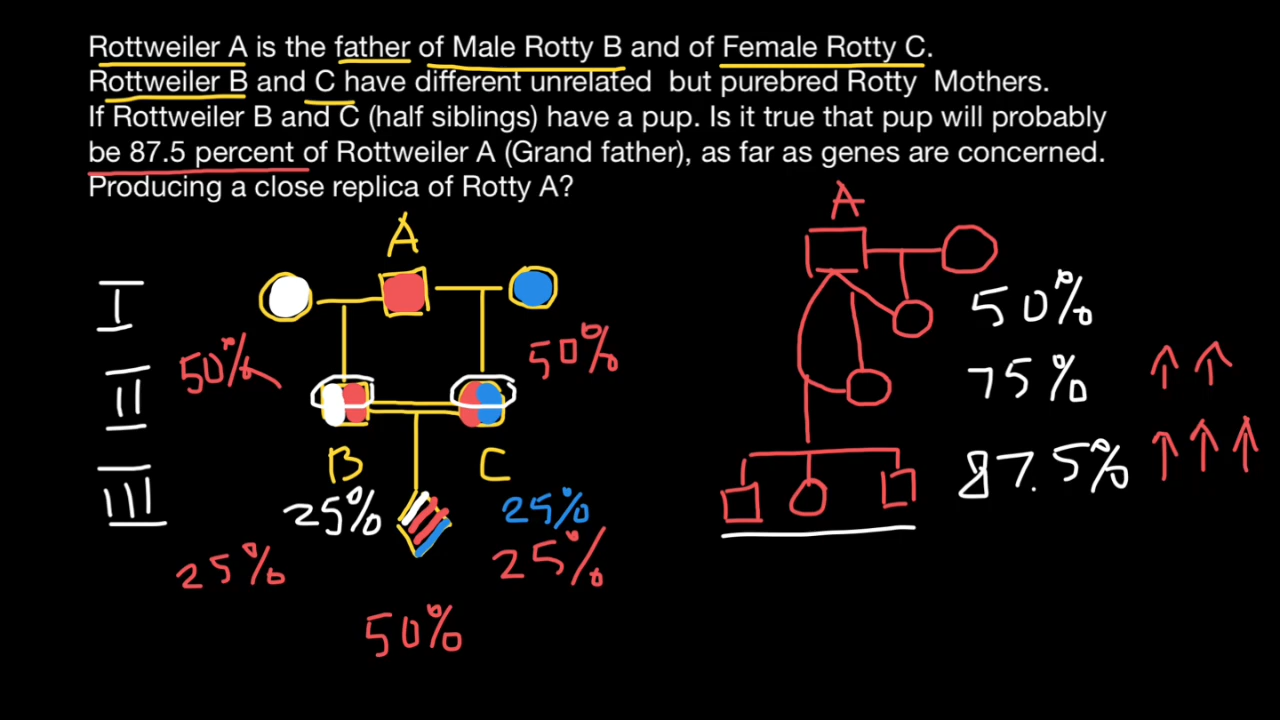 Rottweiler A is the father of Male Rotty B and of Female Rotty C.
Rottweiler B and C have different unrelated but purebred Rotty Mothers.
If Rottweiler B and C (half siblings) have a pup. Is it true that pup will probably
be 87.5 percent of Rottweiler A (Grand father), as far as genes are concerned.
Producing a close replica of Rotty A?
A
A
I
50%
50%
50%
II
75%
B
C
87.5%
III
25%
25%
25%
25%
50%